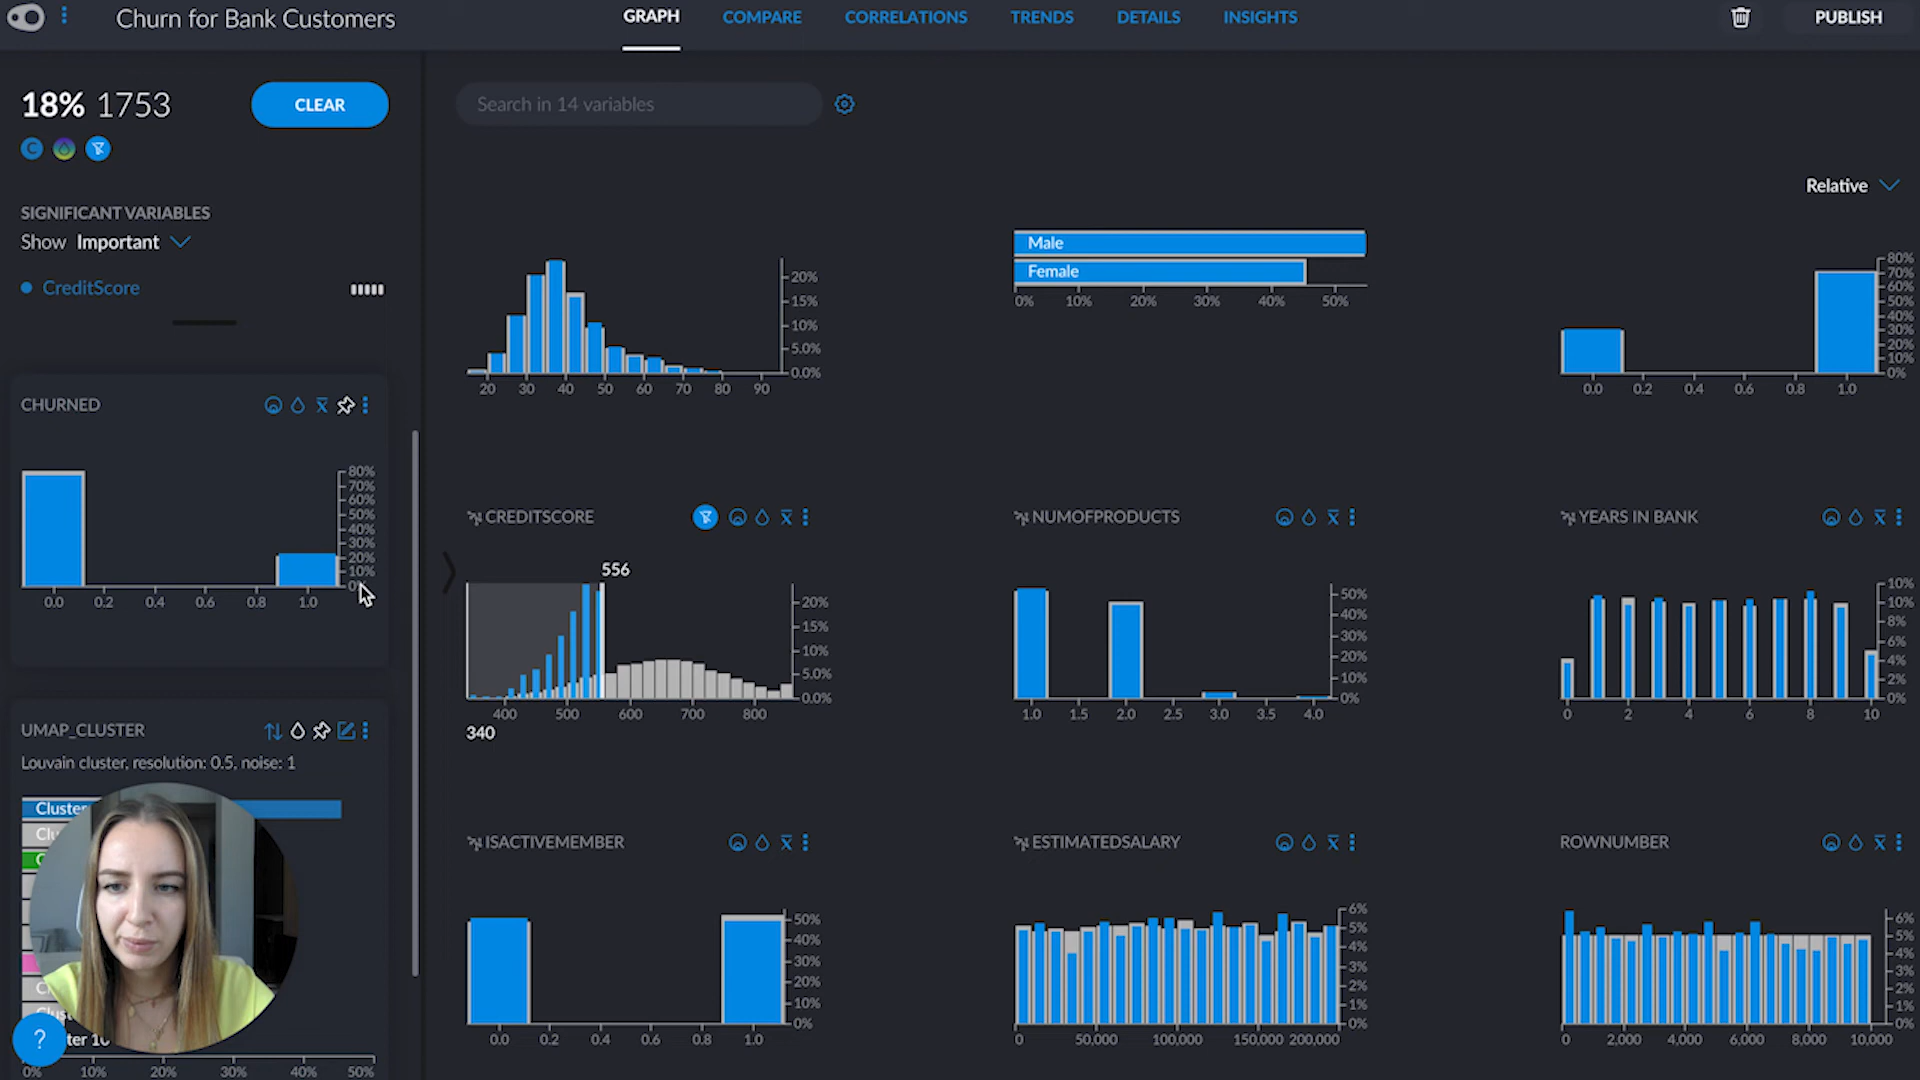 Churn for Bank Customers
GRAPH
COMPARE
CORRELATIONS
TRENDS
DETAILS
INSIGHTS
PUBLISH
18% 1753
CLEAR
C
SIGNIFICANT VARIABLES
Show Important
CreditScore
Search in 14 variables
Relative
20%
15%
10%
5.0%
0.0%
20 30 40 50 60 70 80 90
Male
Female
0% 10% 20% 30% 40% 50%
80%
70%
60%
50%
40%
30%
20%
10%
0%
0.0 0.2 0.4 0.6 0.8 1.0
CHURNED
80%
70%
60%
50%
40%
30%
20%
10%
0.0 0.2 0.4 0.6 0.8 1.0
CREDITSCORE
556
20%
15%
10%
5.0%
0.0%
400 500 600 700 800
340
NUMOFPRODUCTS
50%
40%
30%
20%
10%
0%
1.0 1.5 2.0 2.5 3.0 3.5 4.0
YEARS IN BANK
10%
10%
8%
6%
4%
2%
0%
0 2 4 6 8 10
UMAP_CLUSTER
Louvain cluster, resolution: 0.5, noise: 1
Cluster
?
0% 10% 20% 30% 40% 50%
ISACTIVEMEMBER
50%
40%
30%
20%
10%
0%
0.0 0.2 0.4 0.6 0.8 1.0
ESTIMATEDSALARY
6%
5%
4%
3%
2%
1%
0%
0 50,000 100,000 150,000 200,000
ROWNUMBER
6%
5%
4%
3%
2%
1%
0%
0 2,000 4,000 6,000 8,000 10,000